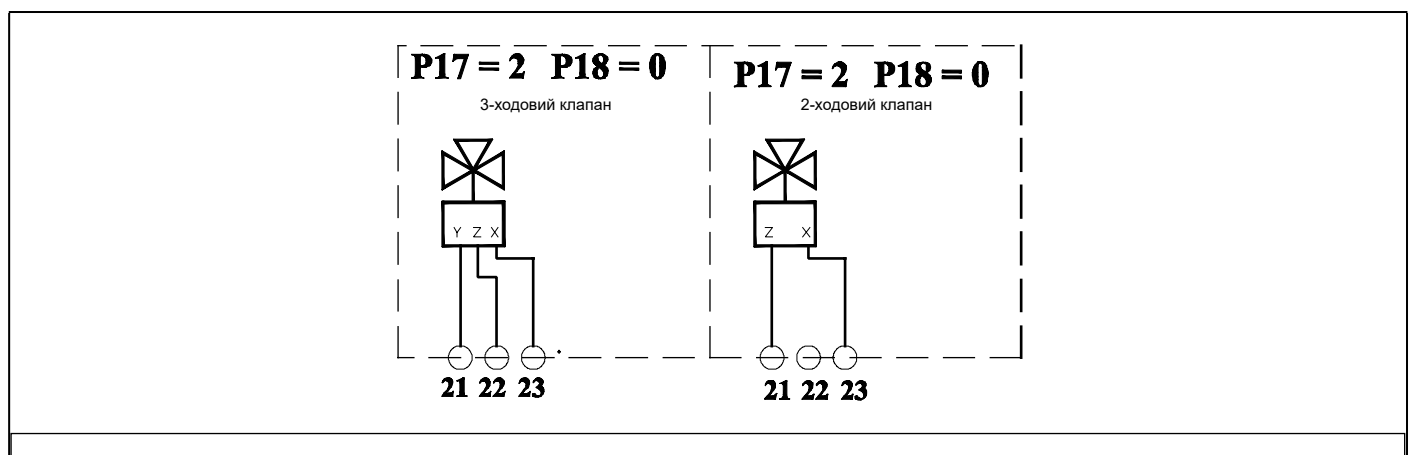 P17 = 2 P18 = 0
3-ходовий клапан
Y Z X
21 22 23
P17 = 2 P18 = 0
2-ходовий клапан
Z X
21 22 23